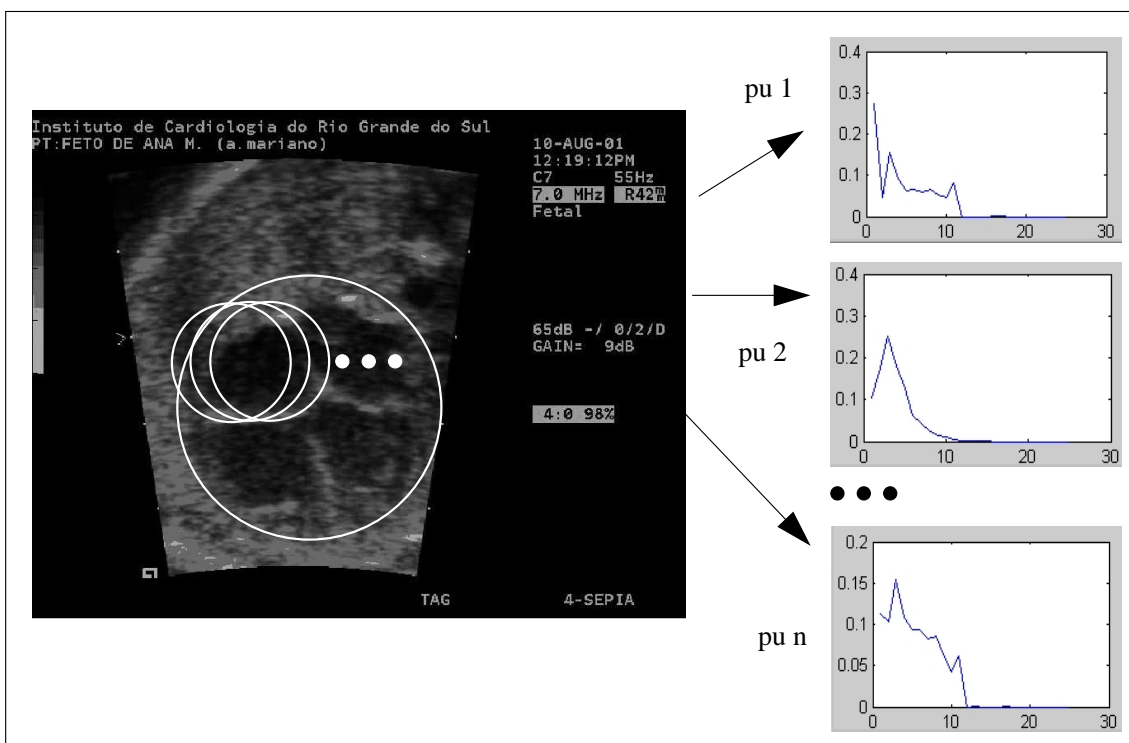 Instituto de Cardiologia do Rio Grande do Sul
PT:FETO DE ANA M. (a.mariano)
10-AUG-01
12:19:12PM
C7 55Hz
7.0 MHz R42
Fetal
65dB -/ 0/2/D
GAIN= 9dB
4:0 98%
TAG 4-SEPIA
pu 1
0.4
0.3
0.2
0.1
0
0 10 20 30
pu 2
0.4
0.3
0.2
0.1
0
0 10 20 30
pu n
0.2
0.15
0.1
0.05
0
0 10 20 30